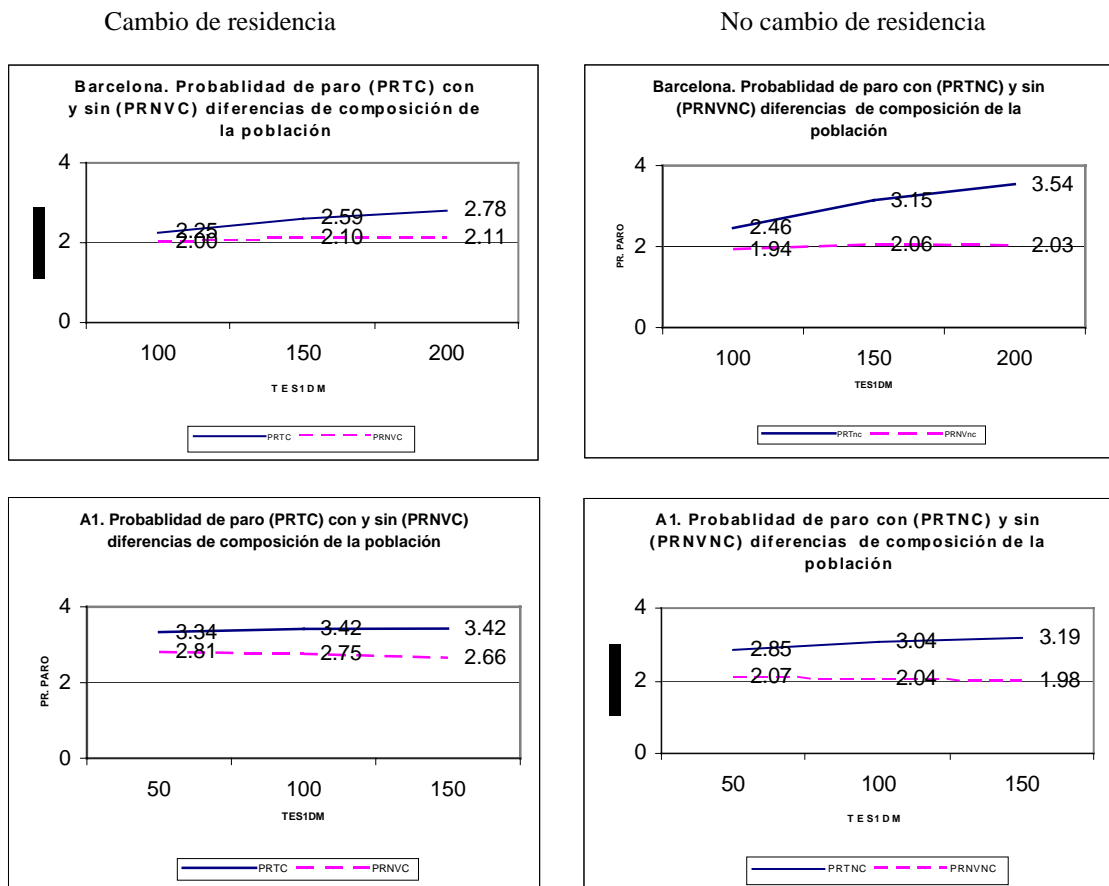 Cambio de residencia
No cambio de residencia
Barcelona. Probablidad de paro (PRTC) con
y sin (PRNVC) diferencias de composición de
la población
4
2
0
2.25
2.59
2.78
2.00
2.10
2.11
100 150 200
TES1DM
PRTC PRNVC
Barcelona. Probablidad de paro con (PRTNC) y sin
(PRNVNC) diferencias de composición de la
población
PR. PARO
4
2
0
2.46
3.15
3.54
1.94
2.06
2.03
100 150 200
TES1DM
PRTnc PRNVnc
A1. Probablidad de paro (PRTC) con y sin (PRNVC)
diferencias de composición de la población
PR. PARO
4
2
0
3.34
3.42
3.42
2.81
2.75
2.66
50 100 150
TES1DM
PRTC PRNVC
A1. Probablidad de paro con (PRTNC) y sin
(PRNVNC) diferencias de composición de la
población
4
2
0
2.85
3.04
3.19
2.07
2.04
1.98
50 100 150
TES1DM
PRTNC PRNVNC